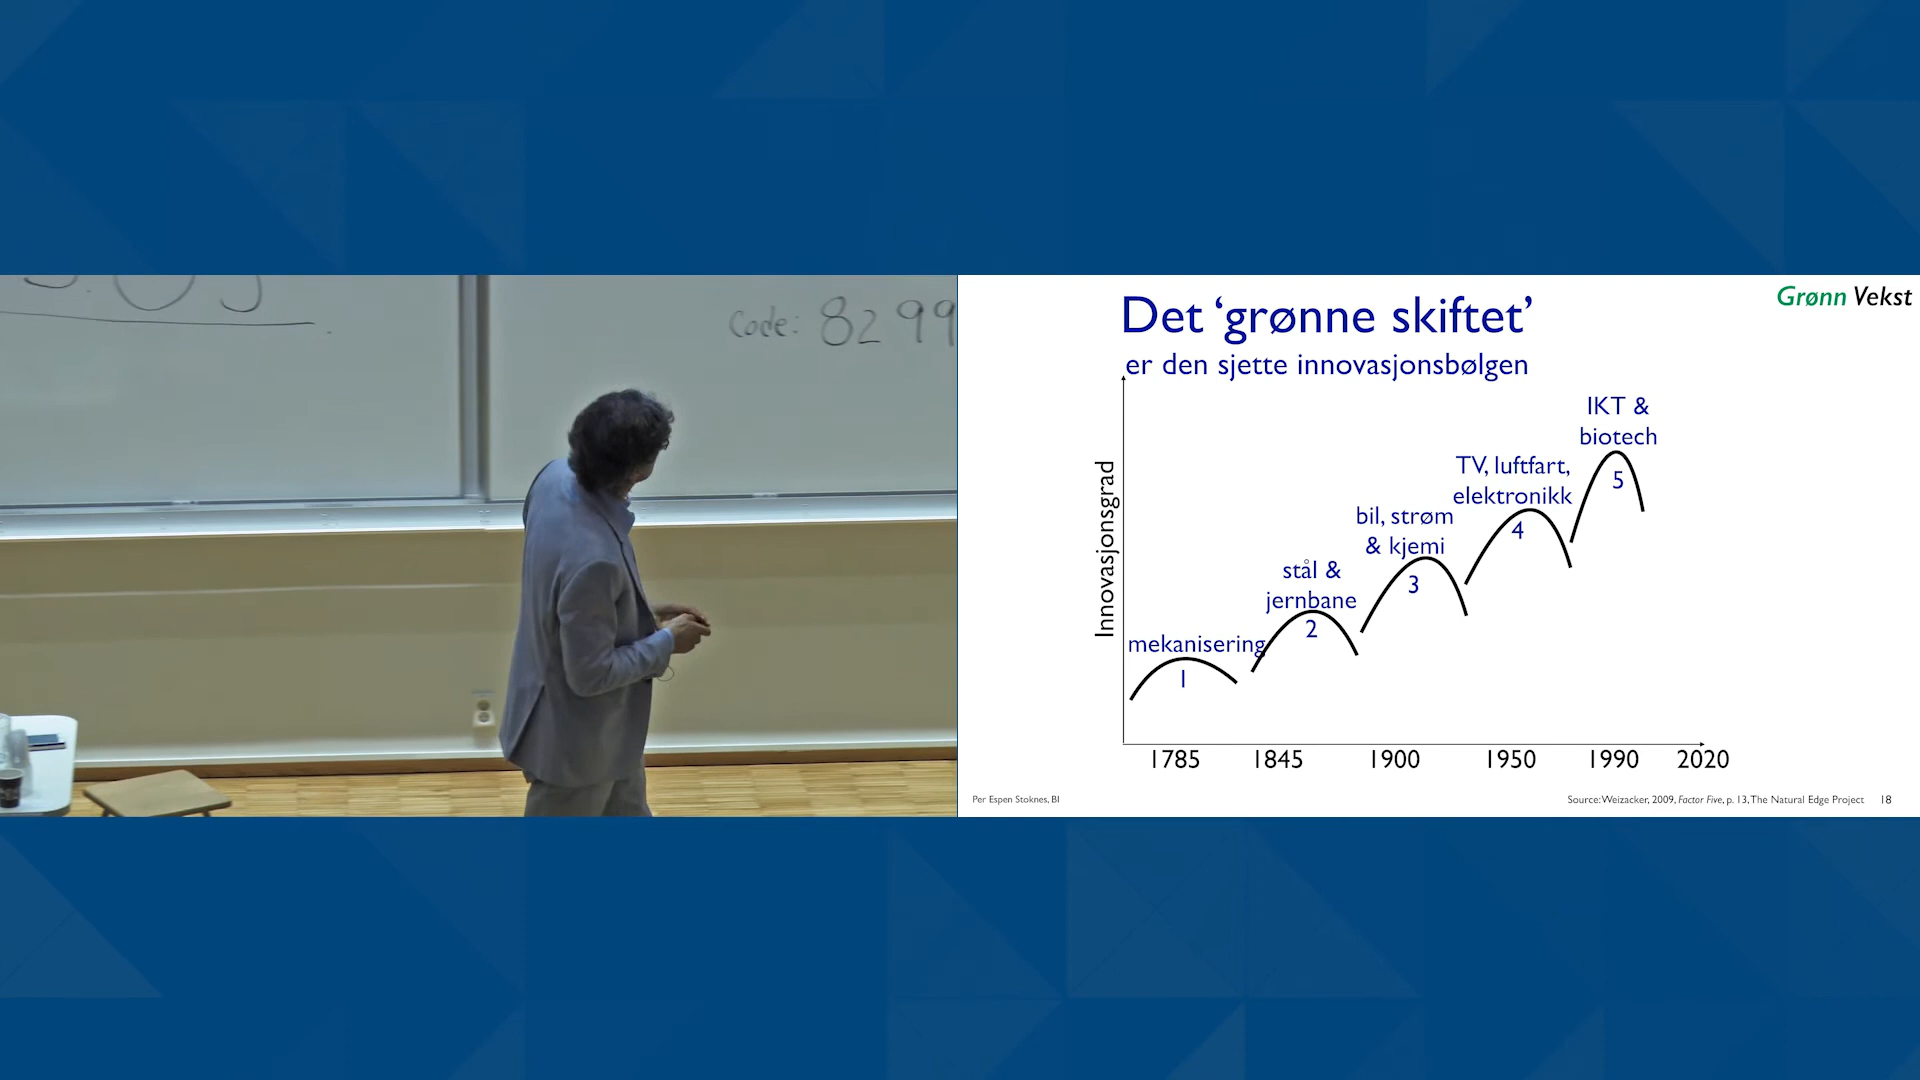 Code: 8299
Grønn Vekst
Det ‘grønne skiftet’
er den sjette innovasjonsbølgen
Innovasjonsgrad
IKT &
biotech
5
TV, luftfart,
elektronikk
4
bil, strøm
& kjemi
3
stål &
jernbane
2
mekanisering
1
1785 1845 1900 1950 1990 2020
Per Espen Stoknes, BI
Source: Weizacker, 2009, Factor Five, p. 13, The Natural Edge Project 18